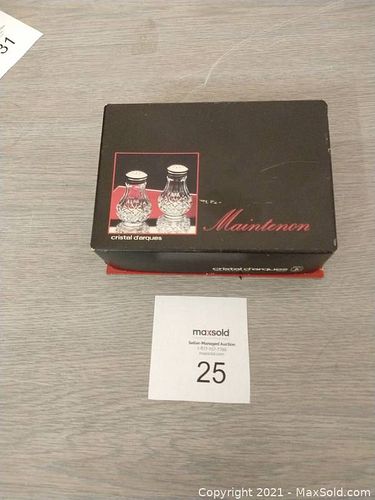 31
Maintenon
cristal d'arques
cristal d'arques
maxsold
Seller-Managed Auction
maxsold.com
25
Copyright 2021 - MaxSold.com